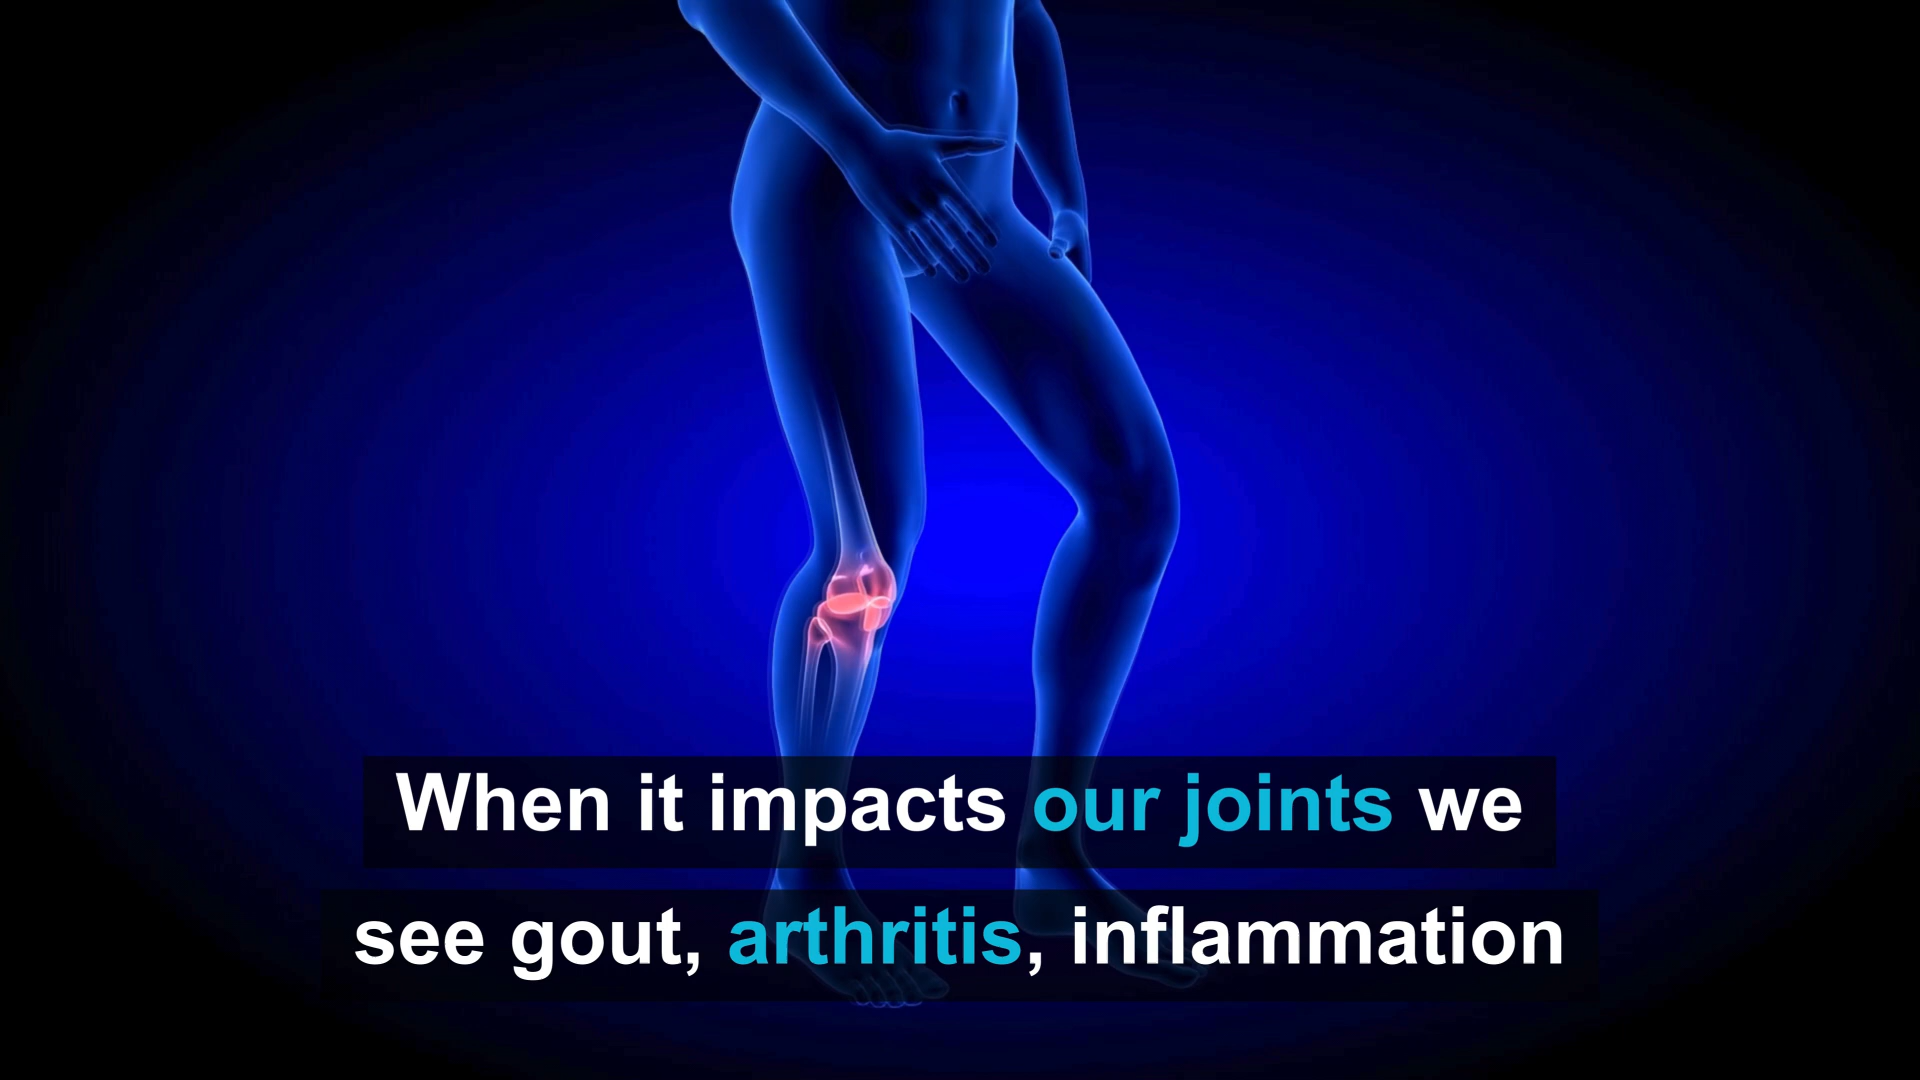 When it impacts our joints we
see gout, arthritis, inflammation